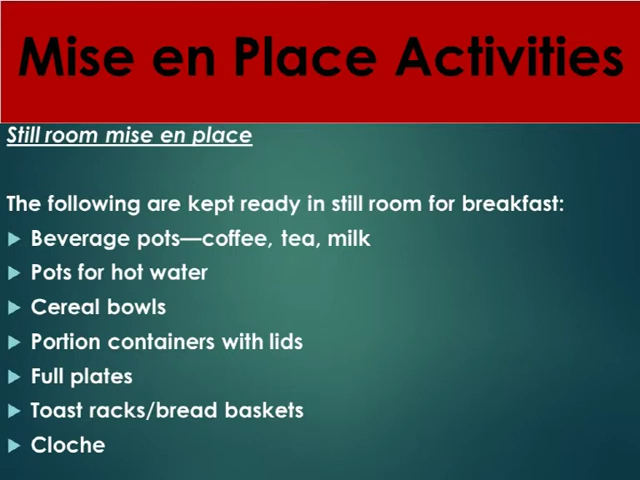 Mise en Place Activities
Still room mise en place
The following are kept ready in still room for breakfast:
Beverage pots—coffee, tea, milk
Pots for hot water
Cereal bowls
Portion containers with lids
Full plates
Toast racks/bread baskets
Cloche